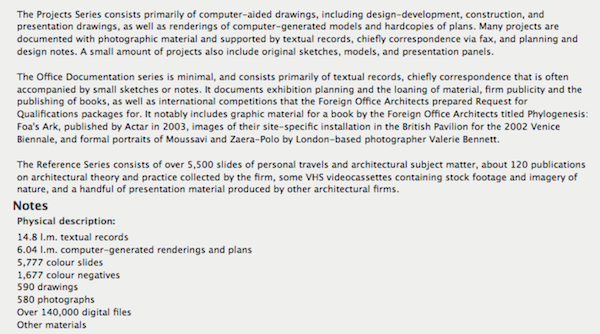 The Projects Series consists primarily of computer-aided drawings, including design-development, construction, and
presentation drawings, as well as renderings of computer-generated models and hardcopies of plans. Many projects are
documented with photographic material and supported by textual records, chiefly correspondence via fax, and planning and
design notes. A small amount of projects also include original sketches, models, and presentation panels.
The Office Documentation series is minimal, and consists primarily of textual records, chiefly correspondence that is often
accompanied by small sketches or notes. It documents exhibition planning and the loaning of material, firm publicity and the
publishing of books, as well as international competitions that the Foreign Office Architects prepared Request for
Qualifications packages for. It notably includes graphic material for a book by the Foreign Office Architects titled Phylogenesis:
Foa's Ark, published by Actar in 2003, images of their site-specific installation in the British Pavilion for the 2002 Venice
Biennale, and formal portraits of Moussavi and Zaera-Polo by London-based photographer Valerie Bennett.
The Reference Series consists of over 5,500 slides of personal travels and architectural subject matter, about 120 publications
on architectural theory and practice collected by the firm, some VHS videocassettes containing stock footage and imagery of
nature, and a handful of presentation material produced by other architectural firms.
Notes
Physical description:
14.8 l.m. textual records
6.04 l.m. computer-generated renderings and plans
5,777 colour slides
1,677 colour negatives
590 drawings
580 photographs
Over 140,000 digital files
Other materials